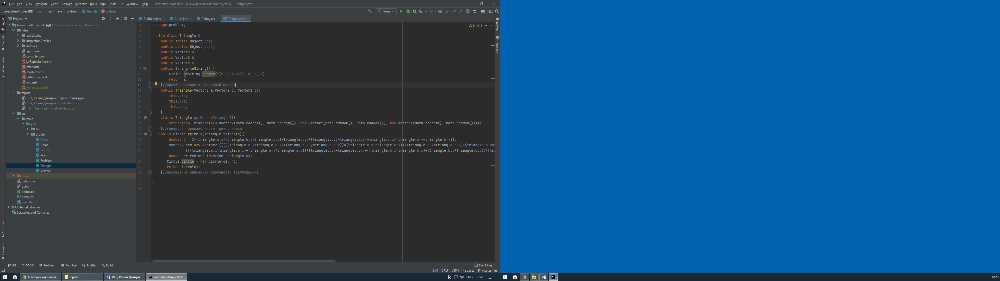 File Edit View Navigate Code Analyze Refactor Build Run Tools Git Window Help JavaschoolProjectRD [H:\Java\java\JavaschoolProjectRD] - Triangle.java
JavaschoolProjectRD src main java problem Triangle toString Form Git:
Project
Problem.java Circle.java Point.java Triangle.java
Project
Commit
Pull Requests
Structure
Favorites
JavaschoolProjectRD [gl] H:\Java\java\JavaschoolProjectRD
.idea
codeStyles
inspectionProfiles
libraries
.gitignore
compiler.xml
jarRepositories.xml
misc.xml
modules.xml
uiDesigner.xml
vcs.xml
workspace.xml
report
10-1, Ривин Дмитрий - презентация.pptx
10-1, Ривин Дмитрий -отчёт.docx
~$-1, Ривин Дмитрий -отчёт.docx
src
main
java
Gui
problem
Circle
Color
Figures
Point
Problem
Triangle
Vector2
target
.gitignore
gl.iml
points.txt
pom.xml
ReadMe.md
External Libraries
Scratches and Consoles
6 1
1 package problem;
2
3 public class Triangle {
4 public static Object pos;
5 public static Object pos1;
6 public Vector2 a;
7 public Vector2 b;
8 public Vector2 c;
9 public String toString() {
10 String s=String.format("(%.2f,%.2f)", a, b, c);
11 return s;
12 }//преобразование в строковый формат
13 public Triangle(Vector2 a,Vector2 b, Vector2 c){
14 this.a=a;
15 this.b=b;
16 this.c=c;
17 }
18 static Triangle getRandomTriangle(){
19 return(new Triangle(new Vector2(Math.random(), Math.random()), new Vector2(Math.random(), Math.random()), new Vector2(Math.random(), Math.random())));
20 }//генерация произвольного треугольника
21 public Circle tcircle(Triangle triangle){
22 double D = 2*(triangle.a.x*(triangle.b.y-triangle.c.y)+triangle.b.x*(triangle.c.y-triangle.a.y)+triangle.c.x*(triangle.a.y-triangle.b.y));
23 Vector2 ce= new Vector2 (((((triangle.a.x*triangle.a.x)+(triangle.a.y*triangle.a.y))*(triangle.b.y-triangle.c.y)+((triangle.b.x*triangle.b.x)+(triangle.b.y*
24 (((triangle.a.x*triangle.a.x)+(triangle.a.y*triangle.a.y))*(triangle.c.x-triangle.b.x)+((triangle.b.x*triangle.b.x)+(triangle.b.y*triangle.b.y))*(tri
25 double r= Vector2.tdist(ce, triangle.a);
26 Circle circle = new Circle(ce, r);
27 return (circle);
28 }//нахождение описанной окружности треугольника
29
30 }
31
Maven
Database
Git TODO Problems Terminal Profiler Build Event Log
12:41 CRLF UTF-8 4 spaces master
Критерии оцениван... report 10-1, Ривин Дмитри... JavaschoolProjectRD... ENG 10:28 10:28